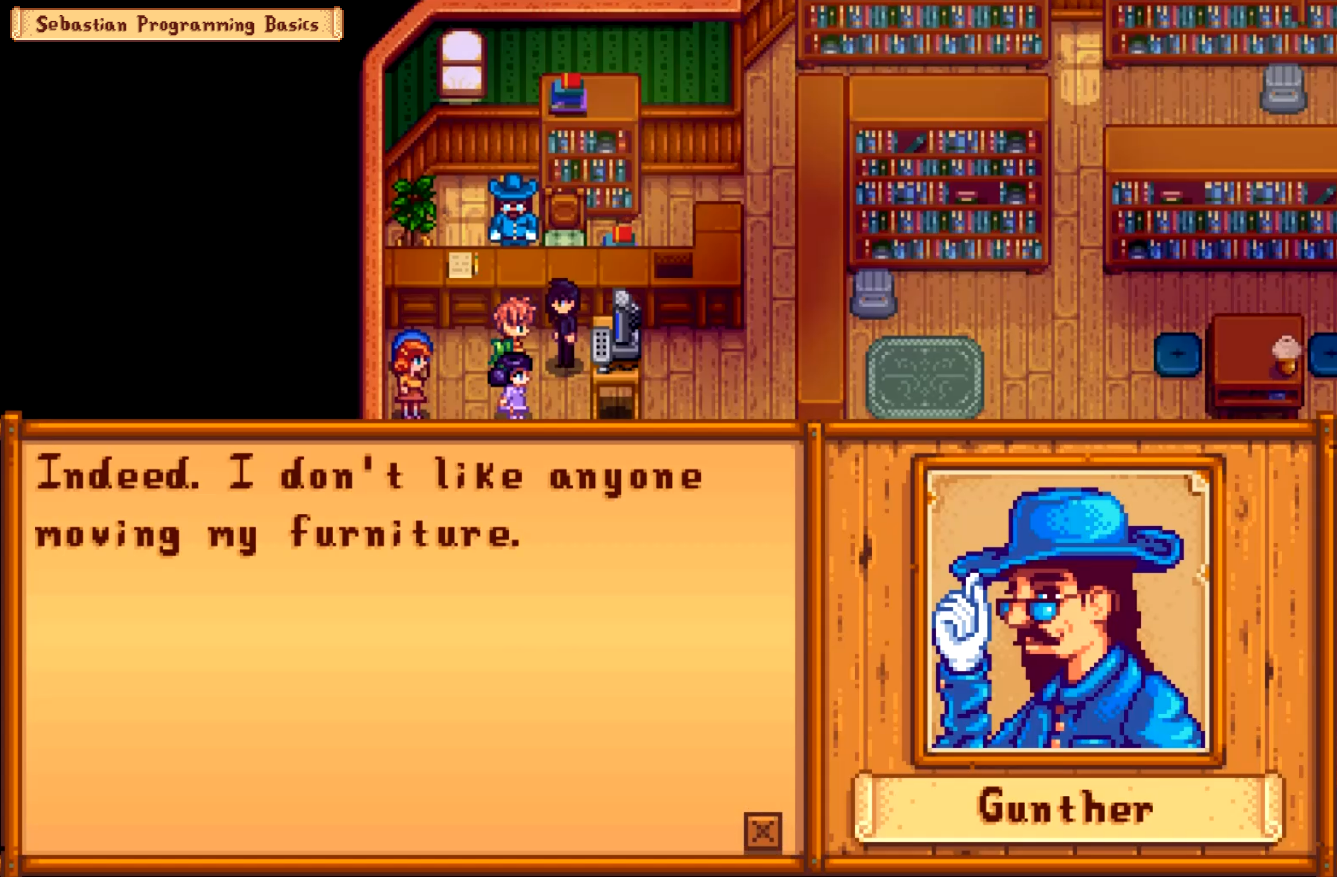 Sebastian Programming Basics
Indeed. I don't like anyone
moving my furniture.
Gunther